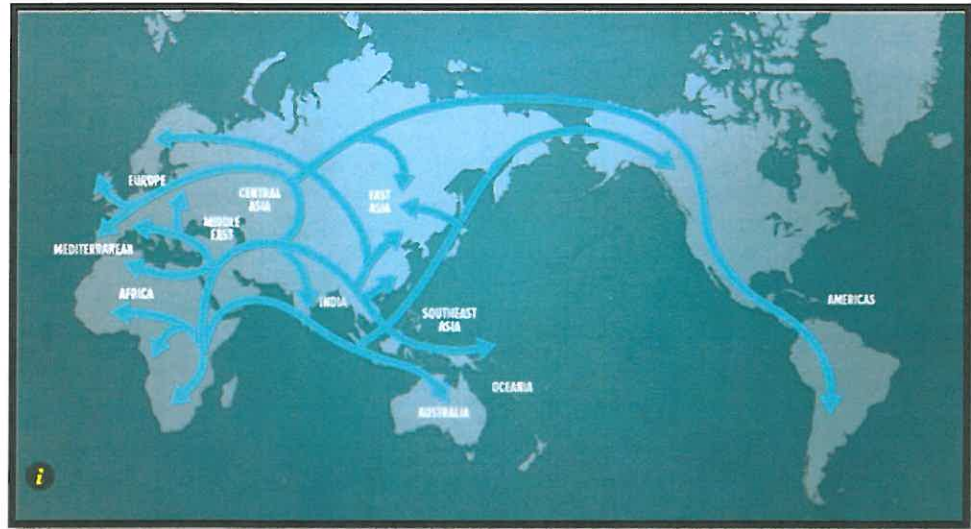 EUROPE
CENTRAL
ASIA
EAST
ASIA
MIDDLE
EAST
MEDITERRANEAN
AFRICA
INDIA
SOUTHEAST
ASIA
AMERICAS
OCEANIA
AUSTRALIA
i